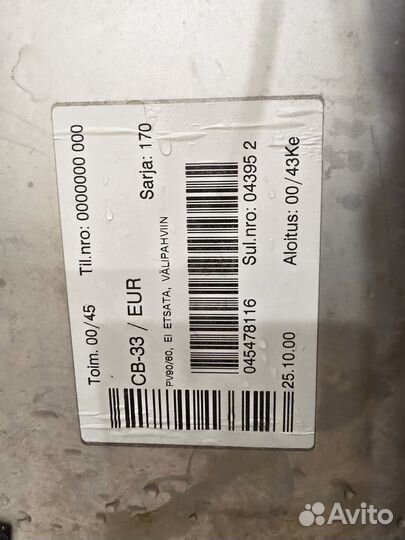 Toim. 00/45 Til.nro: 0000000 000
CB-33 / EUR Sarja: 170
PV90/60, EI ETSATA, VÄLIPAHVIIN
045478116 Sul.nro: 04395 2
25.10.00 Aloitus: 00/43Ke
Avito